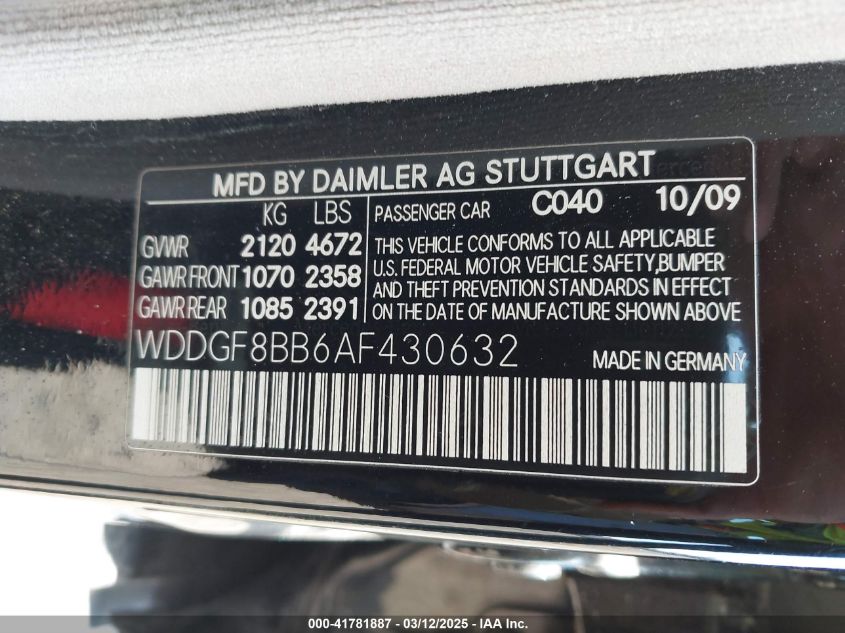 MFD BY DAIMLER AG STUTTGART
KG LBS
GVWR 2120 4672
GAWR FRONT 1070 2358
GAWR REAR 1085 2391
PASSENGER CAR C040 10/09
THIS VEHICLE CONFORMS TO ALL APPLICABLE
U.S. FEDERAL MOTOR VEHICLE SAFETY,BUMPER
AND THEFT PREVENTION STANDARDS IN EFFECT
ON THE DATE OF MANUFACTURE SHOWN ABOVE
WDDGF8BB6AF430632 MADE IN GERMANY
000-41781887 - 03/12/2025 - IAA Inc.